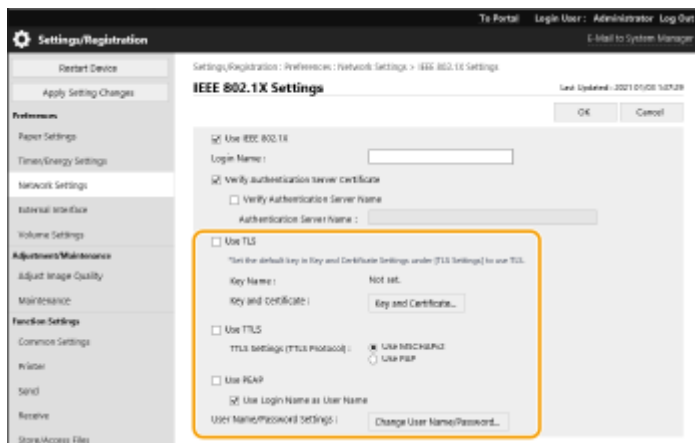 To Portal Login User: Administrator Log Out
Settings/Registration
E-Mail to System Manager
Restart Device
Apply Setting Changes
Preferences
Paper Settings
Timer/Energy Settings
Network Settings
External Interface
Volume Settings
Adjustment/Maintenance
Adjust Image Quality
Maintenance
Function Settings
Common Settings
Printer
Send
Receive
Store/Access Files
Settings/Registration : Preferences : Network Settings > IEEE 802.1X Settings
IEEE 802.1X Settings
Last Updated :
OK Cancel
Use IEEE 802.1X
Login Name :
Verify Authentication Server Certificate
Verify Authentication Server Name
Authentication Server Name :
Use TLS
*Set the default key in Key and Certificate Settings under [TLS Settings] to use TLS.
Key Name : Not set.
Key and Certificate : Key and Certificate...
Use TTLS
TTLS Settings (TTLS Protocol) : Use MSCHAPv2
Use PAP
Use PEAP
Use Login Name as User Name
User Name/Password Settings : Change User Name/Password...